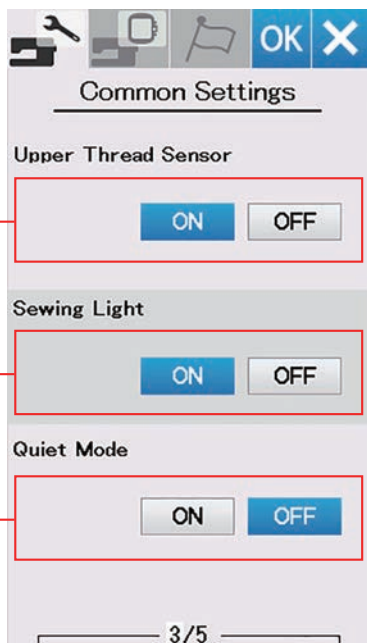 OK
Common Settings
Upper Thread Sensor
ON OFF
Sewing Light
ON OFF
Quiet Mode
ON OFF
3/5